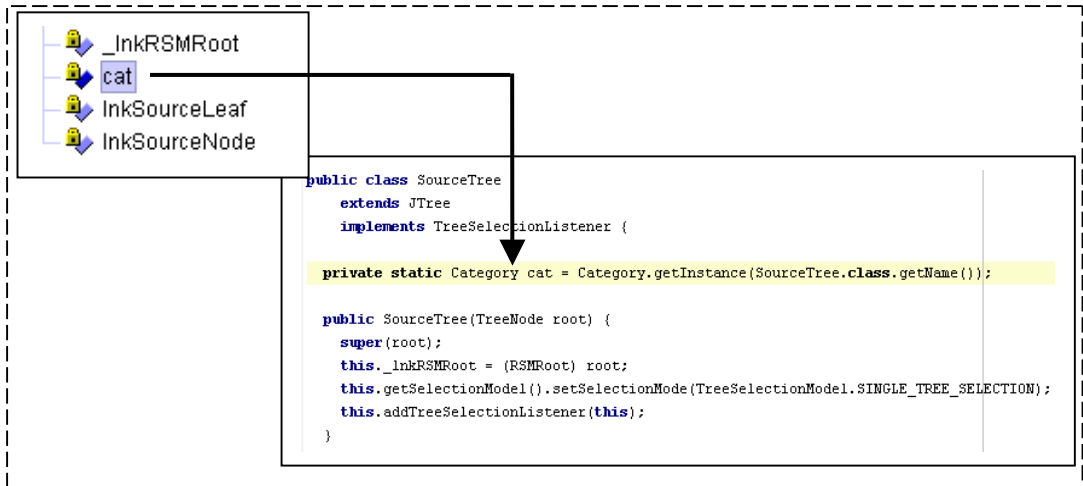 _lnkRSMRoot
cat
lnkSourceLeaf
lnkSourceNode
public class SourceTree
extends JTree
implements TreeSelectionListener {
private static Category cat = Category.getInstance(SourceTree.class.getName());
public SourceTree(TreeNode root) {
super(root);
this._lnkRSMRoot = (RSMRoot) root;
this.getSelectionModel().setSelectionMode(TreeSelectionModel.SINGLE_TREE_SELECTION);
this.addTreeSelectionListener(this);
}